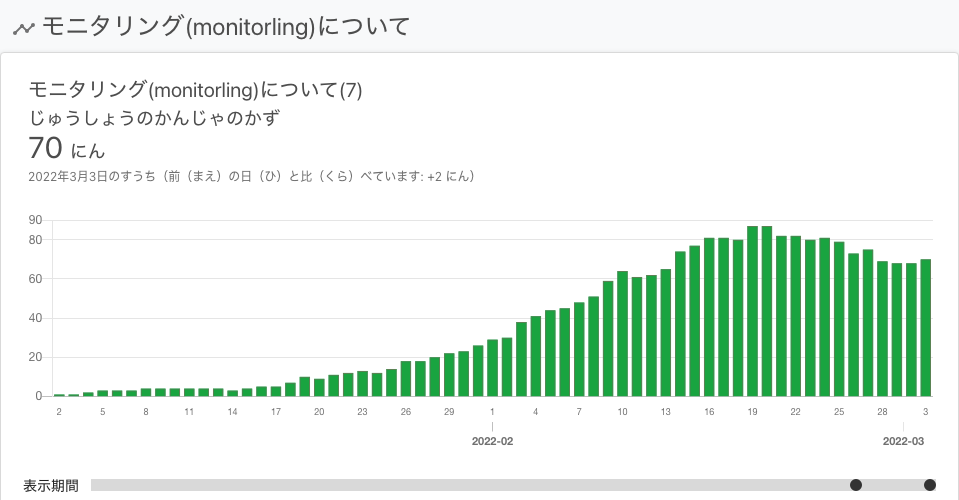 モニタリング(monitorling)について
モニタリング(monitorling)について(7)
じゅうしょうのかんじゃのかず
70 にん
2022年3月3日のすうち（前（まえ）の日（ひ）と比（くら）べています: +2 にん）
90
80
60
40
20
0
2 5 8 11 14 17 20 23 26 29 1 4 7 10 13 16 19 22 25 28 3
2022-02 2022-03
表示期間